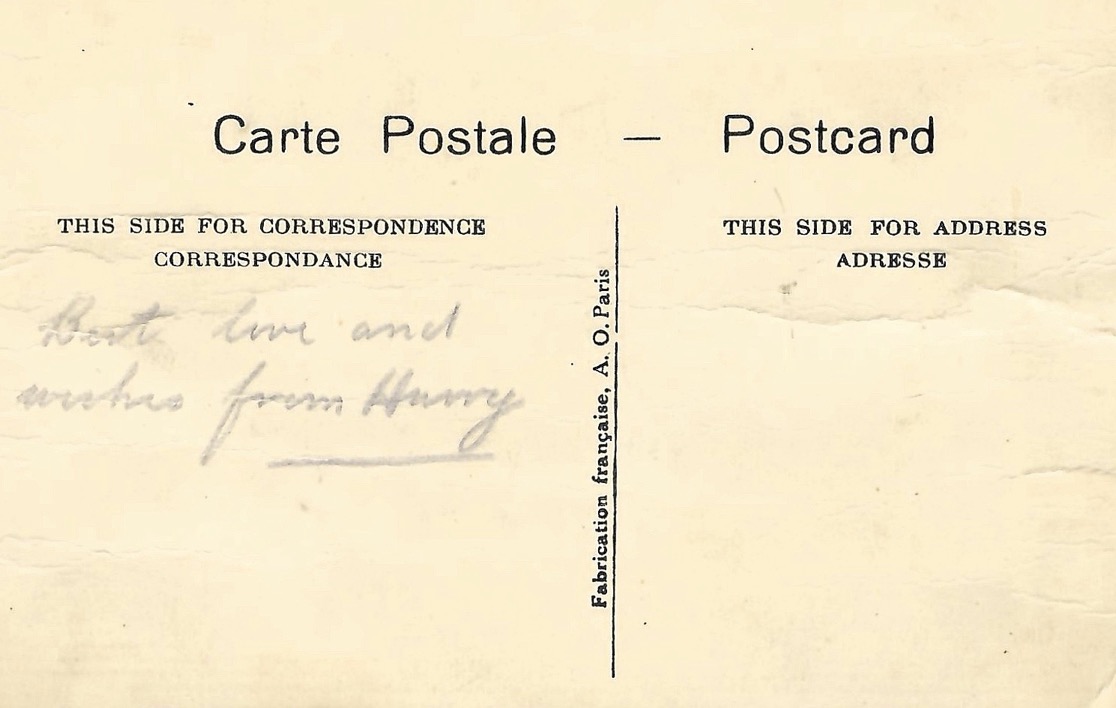 Carte Postale — Postcard
THIS SIDE FOR CORRESPONDENCE
CORRESPONDANCE
Best love and
wishes from Harry
Fabrication française, A. O. Paris
THIS SIDE FOR ADDRESS
ADRESSE